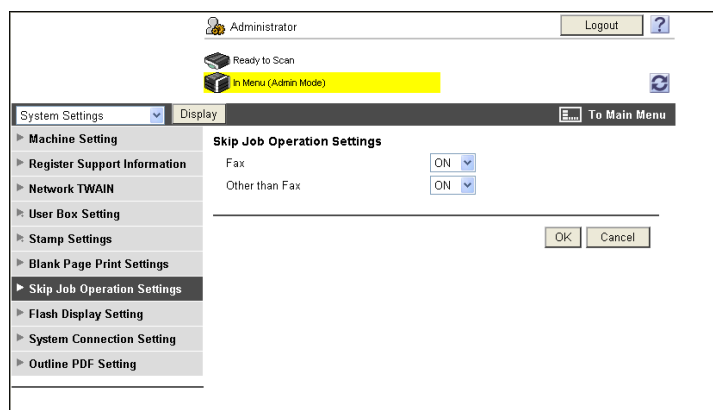 Administrator
Logout
?
Ready to Scan
In Menu (Admin Mode)
System Settings
Display
To Main Menu
Machine Setting
Register Support Information
Network TWAIN
User Box Setting
Stamp Settings
Blank Page Print Settings
Skip Job Operation Settings
Flash Display Setting
System Connection Setting
Outline PDF Setting
Skip Job Operation Settings
Fax ON
Other than Fax ON
OK Cancel